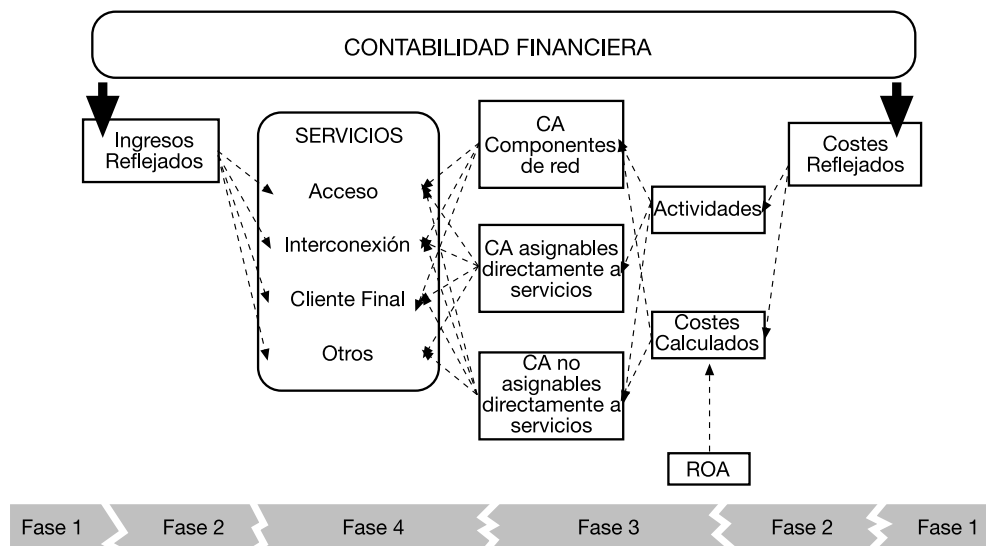 CONTABILIDAD FINANCIERA
Ingresos
Reflejados
SERVICIOS
Acceso
Interconexión
Cliente Final
Otros
CA
Componentes
de red
CA asignables
directamente a
servicios
CA no
asignables
directamente a
servicios
Actividades
Costes
Calculados
ROA
Costes
Reflejados
Fase 1
Fase 2
Fase 4
Fase 3
Fase 2
Fase 1